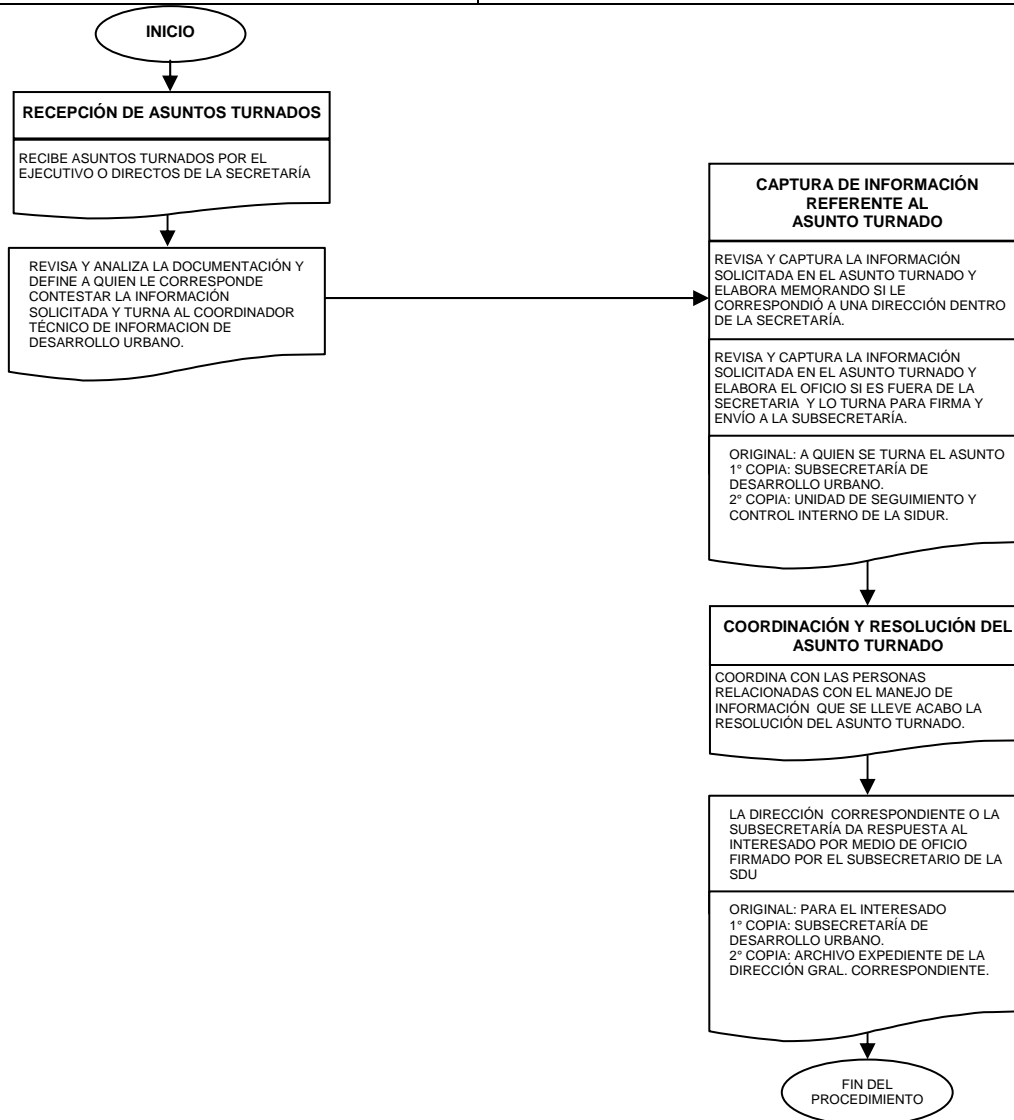 INICIO
RECEPCIÓN DE ASUNTOS TURNADOS
RECIBE ASUNTOS TURNADOS POR EL
EJECUTIVO O DIRECTOS DE LA SECRETARÍA
REVISA Y ANALIZA LA DOCUMENTACIÓN Y
DEFINE A QUIEN LE CORRESPONDE
CONTESTAR LA INFORMACIÓN
SOLICITADA Y TURNA AL COORDINADOR
TÉCNICO DE INFORMACION DE
DESARROLLO URBANO.
CAPTURA DE INFORMACIÓN
REFERENTE AL
ASUNTO TURNADO
REVISA Y CAPTURA LA INFORMACIÓN
SOLICITADA EN EL ASUNTO TURNADO Y
ELABORA MEMORANDO SI LE
CORRESPONDIÓ A UNA DIRECCIÓN DENTRO
DE LA SECRETARÍA.
REVISA Y CAPTURA LA INFORMACIÓN
SOLICITADA EN EL ASUNTO TURNADO Y
ELABORA EL OFICIO SI ES FUERA DE LA
SECRETARIA Y LO TURNA PARA FIRMA Y
ENVÍO A LA SUBSECRETARÍA.
ORIGINAL: A QUIEN SE TURNA EL ASUNTO
1° COPIA: SUBSECRETARÍA DE
DESARROLLO URBANO.
2° COPIA: UNIDAD DE SEGUIMIENTO Y
CONTROL INTERNO DE LA SIDUR.
COORDINACIÓN Y RESOLUCIÓN DEL
ASUNTO TURNADO
COORDINA CON LAS PERSONAS
RELACIONADAS CON EL MANEJO DE
INFORMACIÓN QUE SE LLEVE ACABO LA
RESOLUCIÓN DEL ASUNTO TURNADO.
LA DIRECCIÓN CORRESPONDIENTE O LA
SUBSECRETARÍA DA RESPUESTA AL
INTERESADO POR MEDIO DE OFICIO
FIRMADO POR EL SUBSECRETARIO DE LA
SDU
ORIGINAL: PARA EL INTERESADO
1° COPIA: SUBSECRETARÍA DE
DESARROLLO URBANO.
2° COPIA: ARCHIVO EXPEDIENTE DE LA
DIRECCIÓN GRAL. CORRESPONDIENTE.
FIN DEL
PROCEDIMIENTO